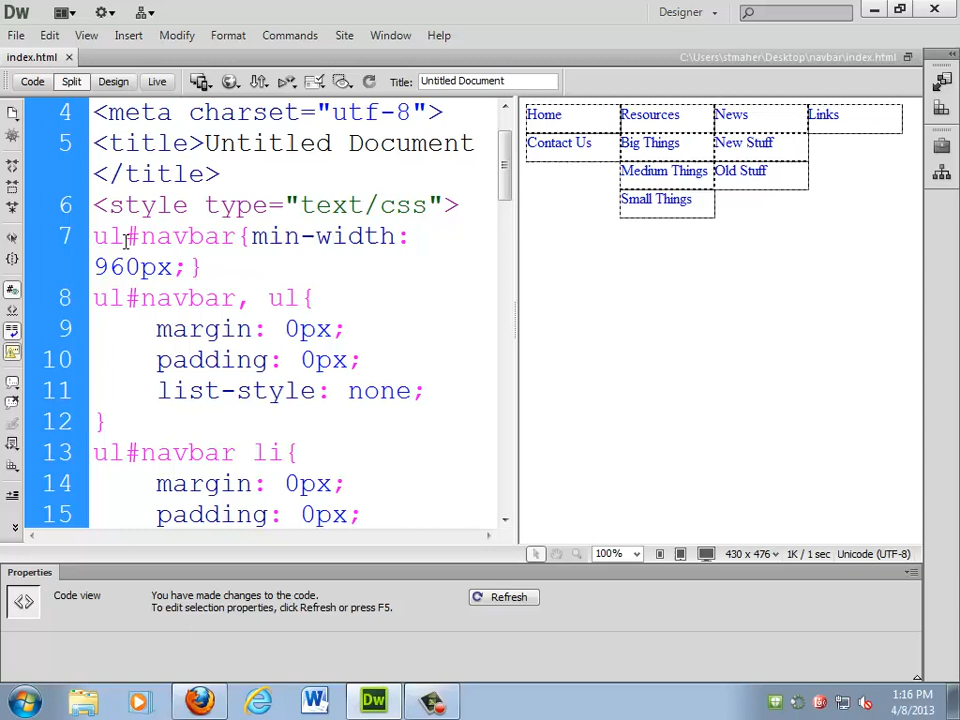 Dw
Designer
File Edit View Insert Modify Format Commands Site Window Help
index.html
C:\Users\stmaher\Desktop\navbar\index.html
Code Split Design Live Title: Untitled Document
4 <meta charset="utf-8">
5 <title>Untitled Document
</title>
6 <style type="text/css">
7 ul#navbar{min-width:
960px;}
8 ul#navbar, ul{
9 margin: 0px;
10 padding: 0px;
11 list-style: none;
12 }
13 ul#navbar li{
14 margin: 0px;
15 padding: 0px;
Home Resources News Links
Contact Us Big Things New Stuff
Medium Things Old Stuff
Small Things
100% 430 x 476 1K / 1 sec Unicode (UTF-8)
Properties
Code view
You have made changes to the code.
To edit selection properties, click Refresh or press F5.
Refresh
W
Dw
1:16 PM
4/8/2013